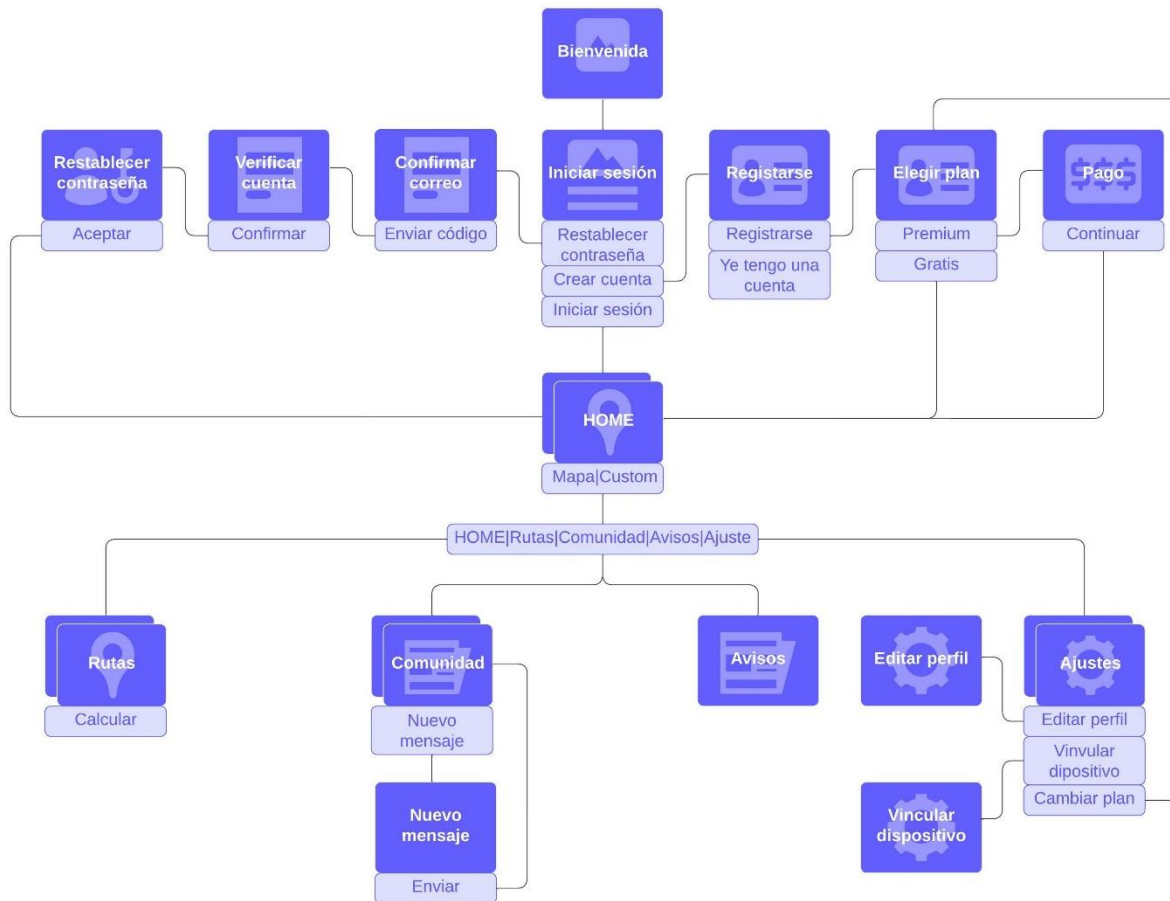 Bienvenida
Restablecer
contraseña
Aceptar
Verificar
cuenta
Confirmar
Confirmar
correo
Enviar código
Iniciar sesión
Restablecer
contraseña
Crear cuenta
Iniciar sesión
Registarse
Registrarse
Ye tengo una
cuenta
Elegir plan
Premium
Gratis
Pago
$$$
Continuar
HOME
Mapa|Custom
HOME|Rutas|Comunidad|Avisos|Ajuste
Rutas
Calcular
Comunidad
Nuevo
mensaje
Nuevo
mensaje
Enviar
Avisos
Editar perfil
Vincular
dispositivo
Ajustes
Editar perfil
Vinvular
dipositivo
Cambiar plan